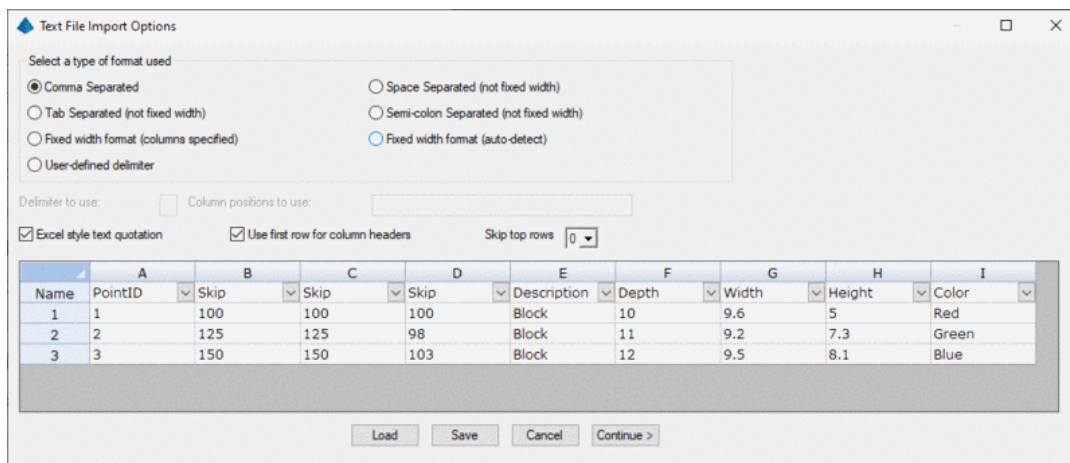 Text File Import Options
Select a type of format used
Comma Separated
Space Separated (not fixed width)
Tab Separated (not fixed width)
Semi-colon Separated (not fixed width)
Fixed width format (columns specified)
Fixed width format (auto-detect)
User-defined delimiter
Delimiter to use: Column positions to use:
Excel style text quotation Use first row for column headers Skip top rows 0
A B C D E F G H I
Name PointID Skip Skip Skip Description Depth Width Height Color
1 1 100 100 100 Block 10 9.6 5 Red
2 2 125 125 98 Block 11 9.2 7.3 Green
3 3 150 150 103 Block 12 9.5 8.1 Blue
Load Save Cancel Continue >